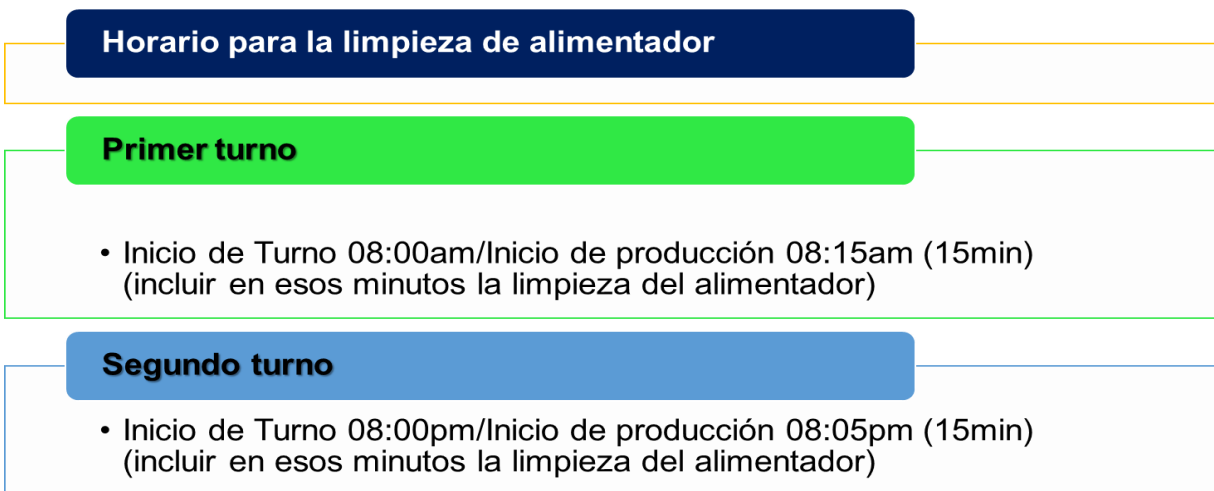 Horario para la limpieza de alimentador
Primer turno
• Inicio de Turno 08:00am/Inicio de producción 08:15am (15min)
(incluir en esos minutos la limpieza del alimentador)
Segundo turno
• Inicio de Turno 08:00pm/Inicio de producción 08:05pm (15min)
(incluir en esos minutos la limpieza del alimentador)